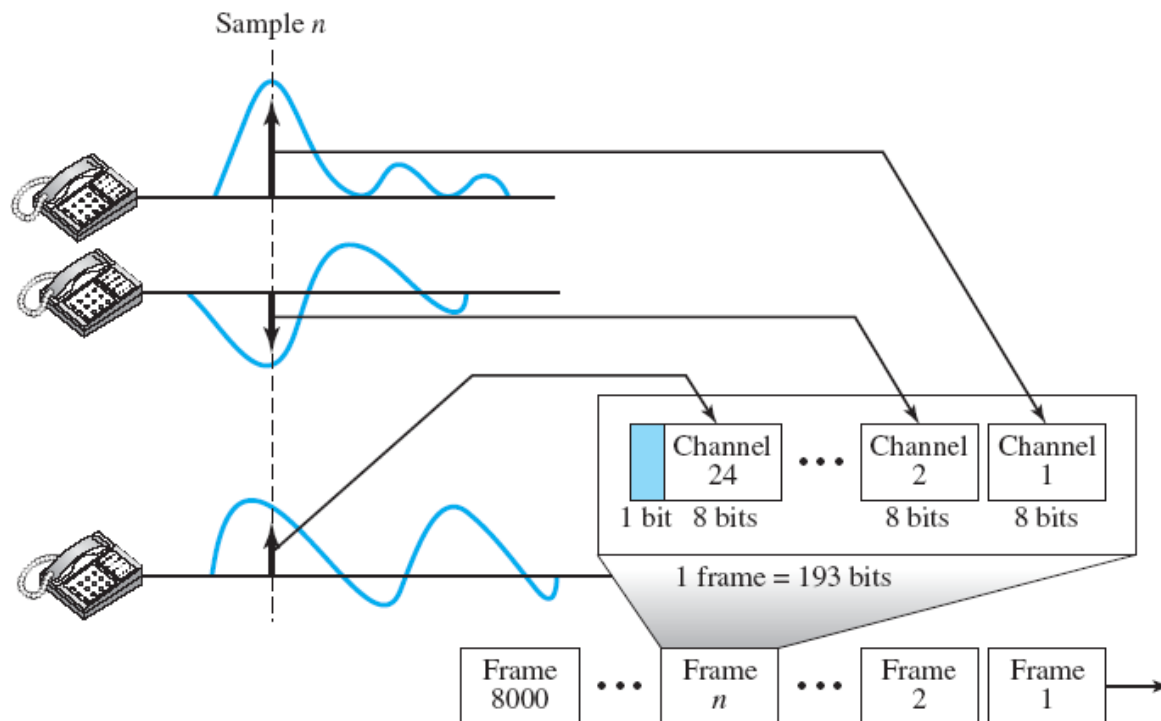 Sample n
Channel
24
Channel
2
Channel
1
1 bit 8 bits
8 bits
8 bits
1 frame = 193 bits
Frame
8000
Frame
n
Frame
2
Frame
1